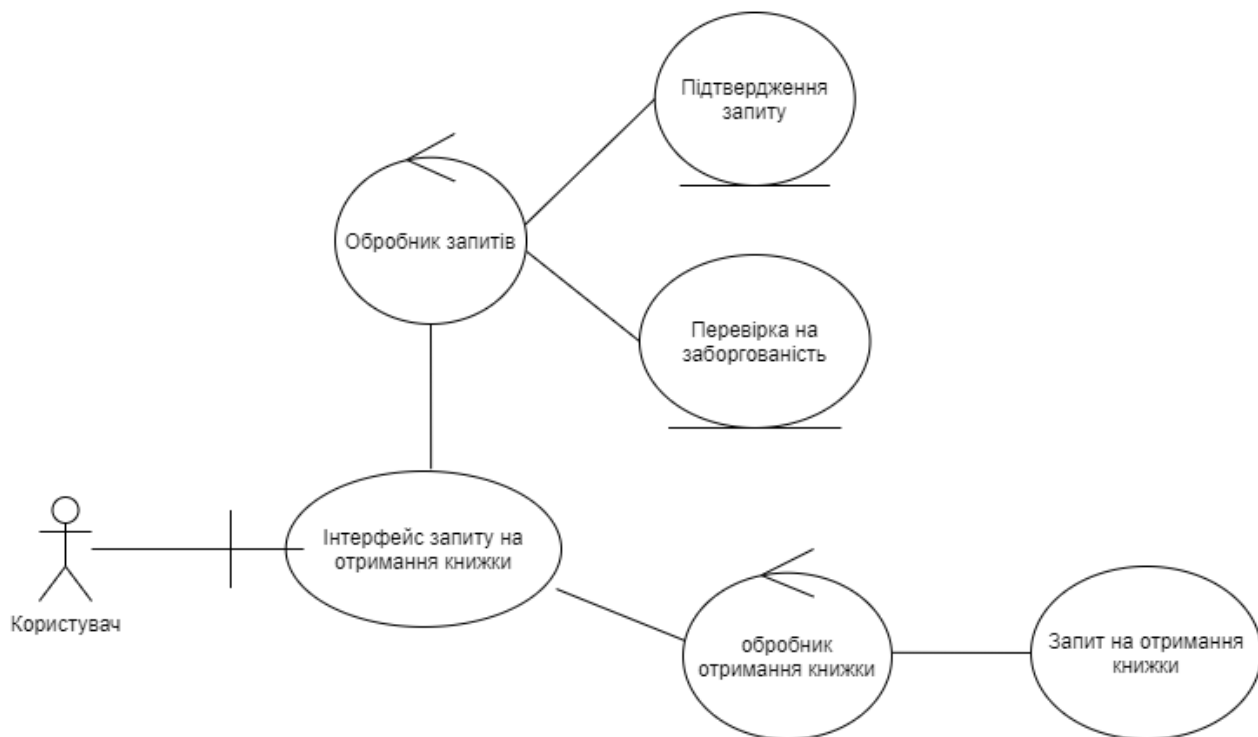 Підтвердження
запиту
Обробник запитів
Перевірка на
заборгованість
Інтерфейс запиту на
отримання книжки
Користувач
обробник
отримання книжки
Запит на отримання
книжки